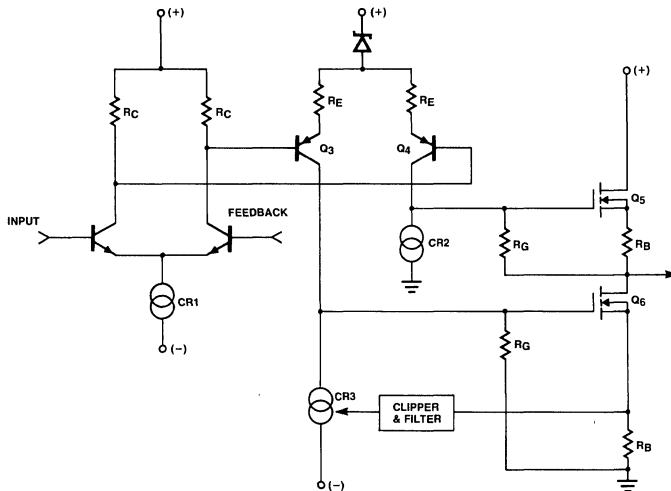 (+)
(+)
(+)
RC
RC
RE
RE
Q3
Q4
Q5
INPUT
FEEDBACK
CR2
RG
RB
CR1
Q6
(−)
RG
CR3
CLIPPER
& FILTER
RB
(−)